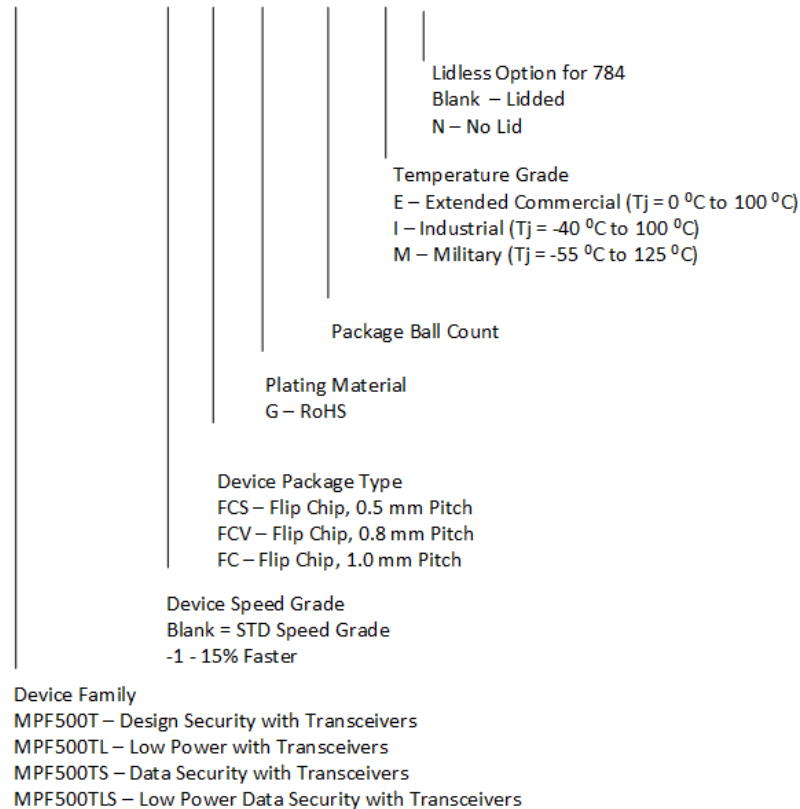 Lidless Option for 784
Blank – Lidded
N – No Lid
Temperature Grade
E – Extended Commercial (Tj = 0 ⁰C to 100 ⁰C)
I – Industrial (Tj = -40 ⁰C to 100 ⁰C)
M – Military (Tj = -55 ⁰C to 125 ⁰C)
Package Ball Count
Plating Material
G – RoHS
Device Package Type
FCS – Flip Chip, 0.5 mm Pitch
FCV – Flip Chip, 0.8 mm Pitch
FC – Flip Chip, 1.0 mm Pitch
Device Speed Grade
Blank = STD Speed Grade
-1 - 15% Faster
Device Family
MPF500T – Design Security with Transceivers
MPF500TL – Low Power with Transceivers
MPF500TS – Data Security with Transceivers
MPF500TLS – Low Power Data Security with Transceivers